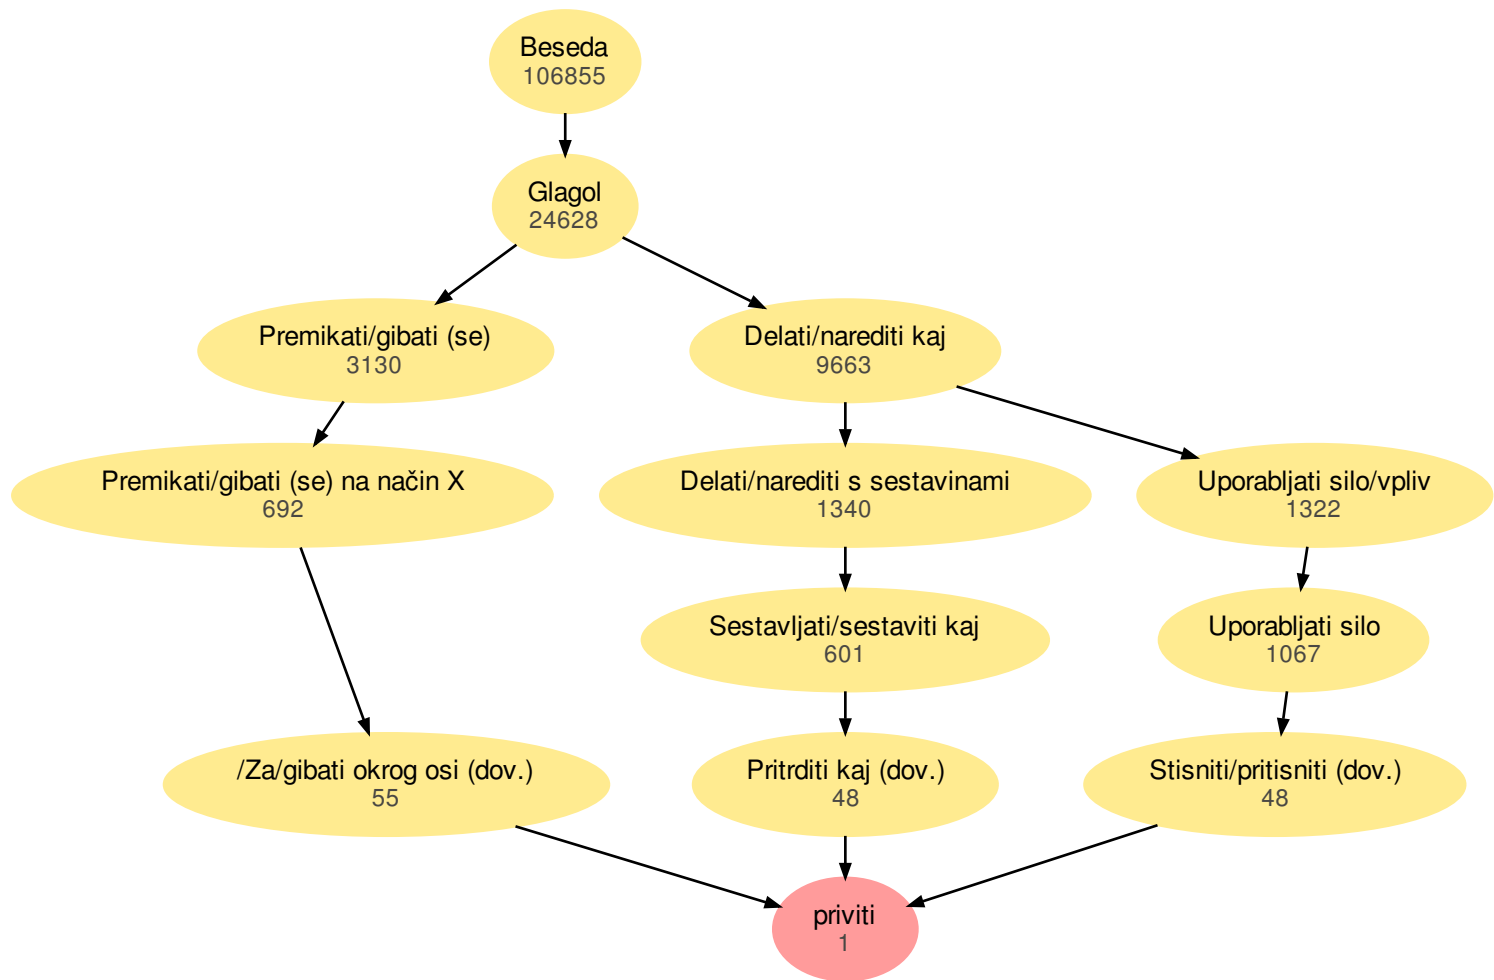 Beseda
106855
Glagol
24628
Premikati/gibati (se)
3130
Delati/narediti kaj
9663
Premikati/gibati (se) na način X
692
Delati/narediti s sestavinami
1340
Uporabljati silo/vpliv
1322
Sestavljati/sestaviti kaj
601
Uporabljati silo
1067
/Za/gibati okrog osi (dov.)
55
Pritrditi kaj (dov.)
48
Stisniti/pritisniti (dov.)
48
priviti
1